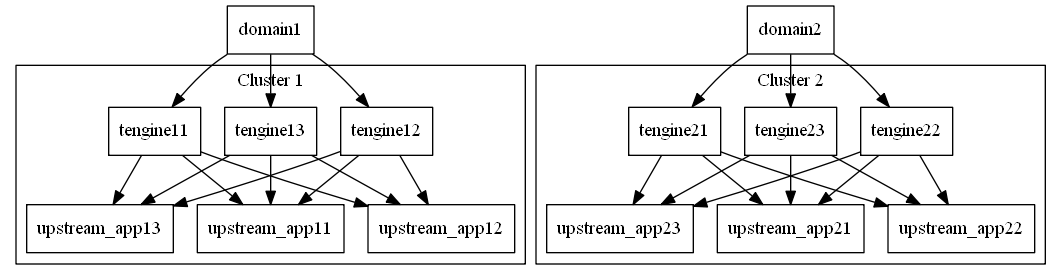 domain1
domain2
Cluster 1
Cluster 2
tengine11
tengine13
tengine12
tengine21
tengine23
tengine22
upstream_app13
upstream_app11
upstream_app12
upstream_app23
upstream_app21
upstream_app22